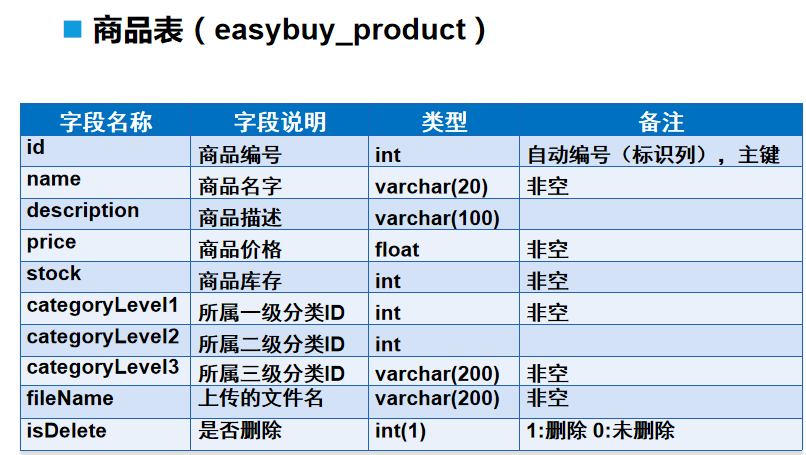 商品表（easybuy_product）
字段名称 字段说明 类型 备注
id 商品编号 int 自动编号（标识列），主键
name 商品名字 varchar(20) 非空
description 商品描述 varchar(100)
price 商品价格 float 非空
stock 商品库存 int 非空
categoryLevel1 所属一级分类ID int 非空
categoryLevel2 所属二级分类ID int
categoryLevel3 所属三级分类ID varchar(200) 非空
fileName 上传的文件名 varchar(200) 非空
isDelete 是否删除 int(1) 1:删除 0:未删除